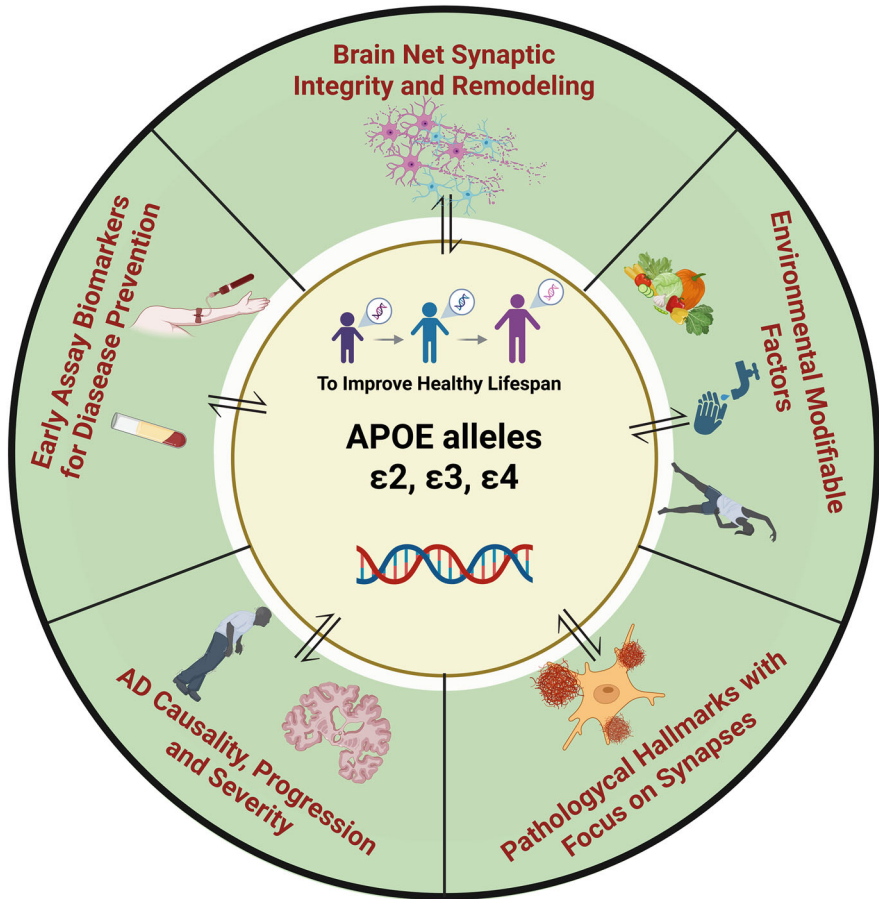 Brain Net Synaptic
Integrity and Remodeling
Environmental Modifiable
Factors
Pathologycal Hallmarks with
Focus on Synapses
AD Causality, Progression
and Severity
Early Assay Biomarkers
for Diasease Prevention
To Improve Healthy Lifespan
APOE alleles
ε2, ε3, ε4